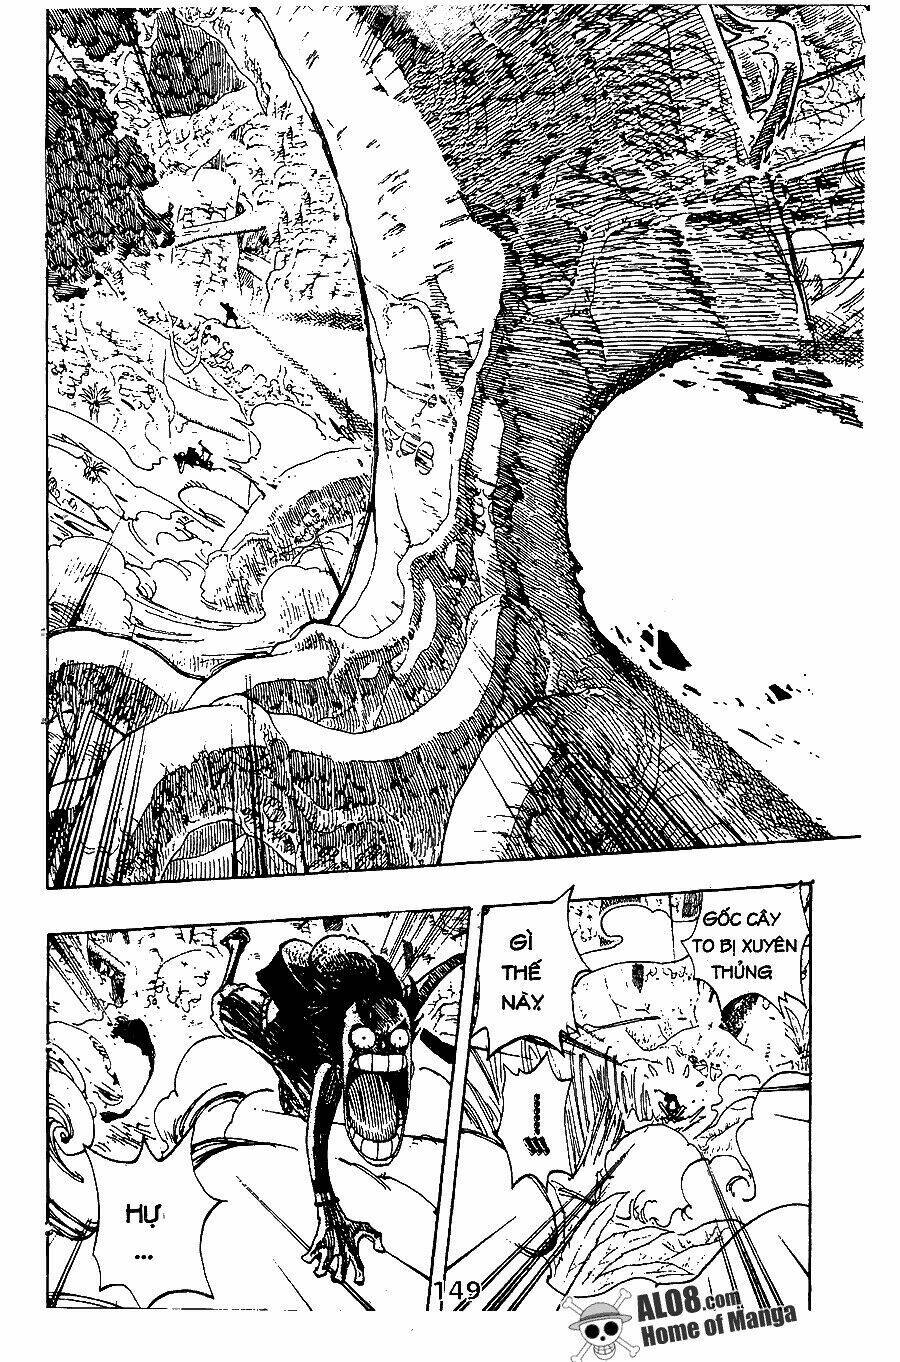 GỐC CÂY
TO BỊ XUYÊN
THỦNG
GÌ
THẾ
NÀY.
......!!!
HỰ
...
149
ALO8.com
Home of Manga